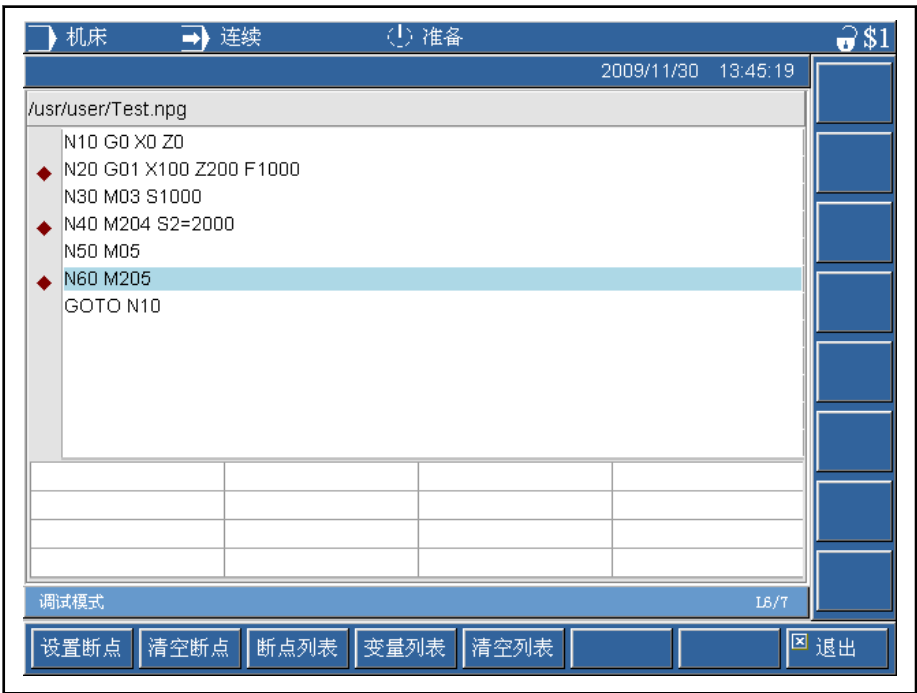 机床 连续 准备 $1
2009/11/30 13:45:19
/usr/user/Test.npg
N10 G0 X0 Z0
N20 G01 X100 Z200 F1000
N30 M03 S1000
N40 M204 S2=2000
N50 M05
N60 M205
GOTO N10
调试模式 L6/7
设置断点 清空断点 断点列表 变量列表 清空列表 退出